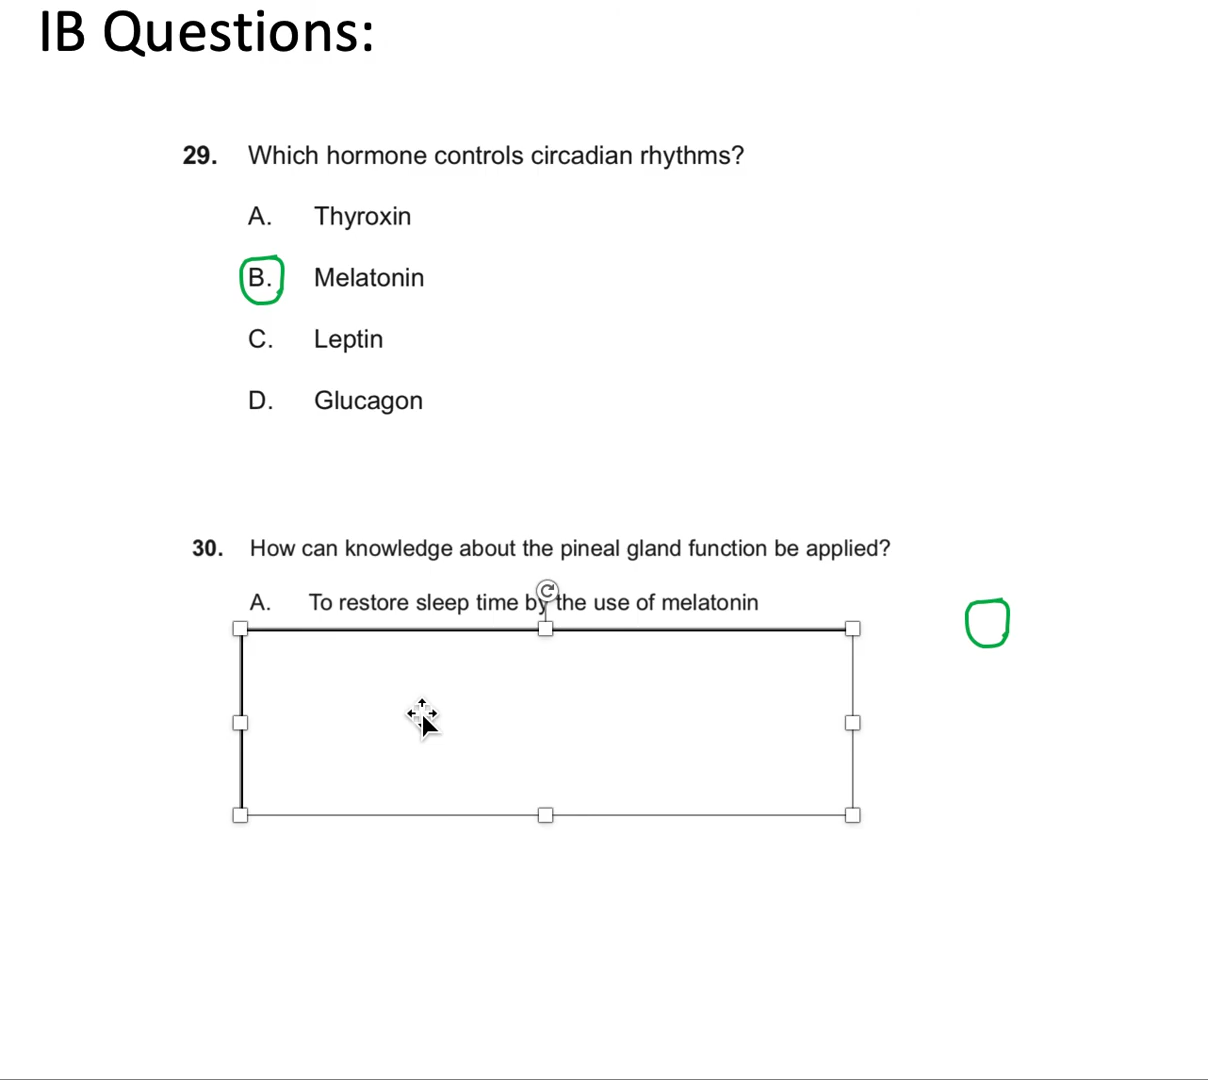 IB Questions:
29. Which hormone controls circadian rhythms?
A. Thyroxin
B. Melatonin
C. Leptin
D. Glucagon
30. How can knowledge about the pineal gland function be applied?
A. To restore sleep time by the use of melatonin